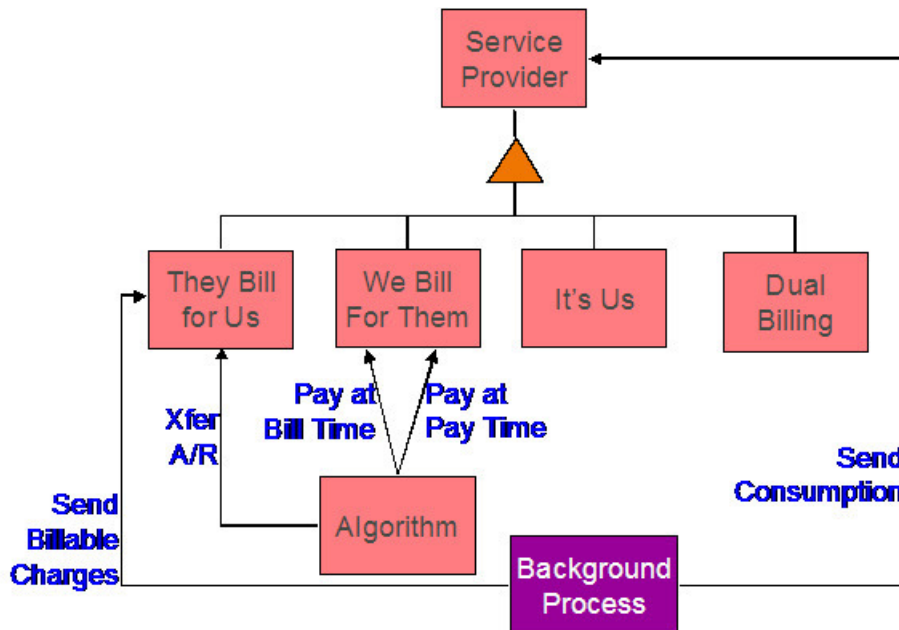 Service
Provider
They Bill
for Us
We Bill
For Them
It's Us
Dual
Billing
Xfer
A/R
Pay at
Bill Time
Pay at
Pay Time
Send
Consumption
Send
Billable
Charges
Algorithm
Background
Process